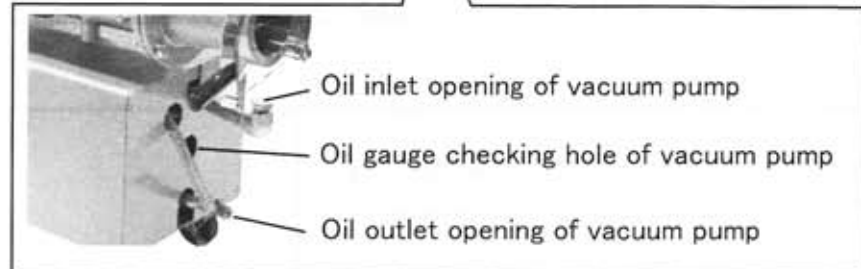 Oil inlet opening of vacuum pump
Oil gauge checking hole of vacuum pump
Oil outlet opening of vacuum pump